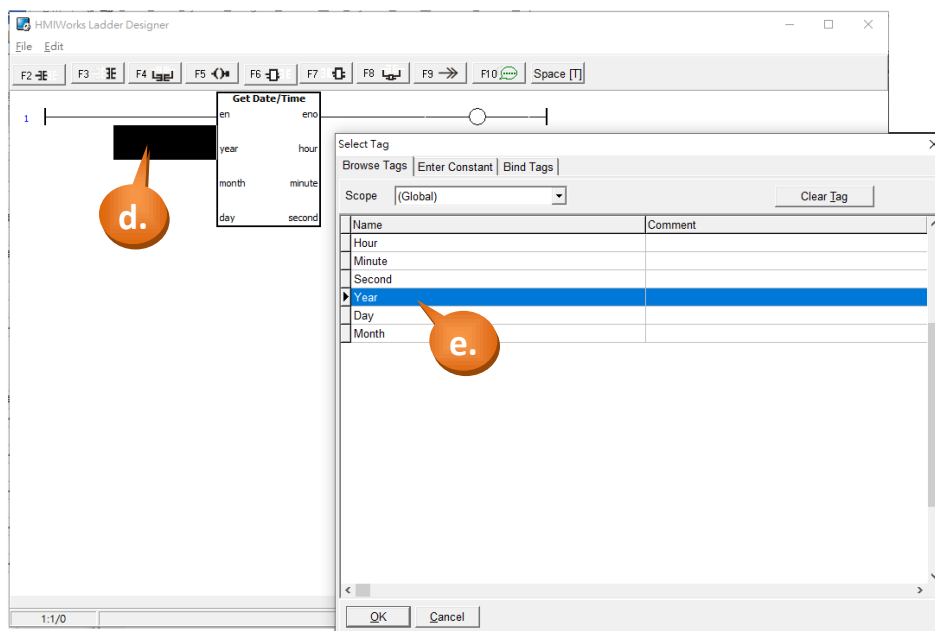 HMIWorks Ladder Designer
File Edit
F2 F3 F4 F5 F6 F7 F8 F9 F10 Space [T]
1
Get Date/Time
en eno
year hour
month minute
day second
d.
Select Tag
Browse Tags Enter Constant Bind Tags
Scope (Global) Clear Tag
Name Comment
Hour
Minute
Second
Year
Day
Month
e.
OK Cancel
1:1/0